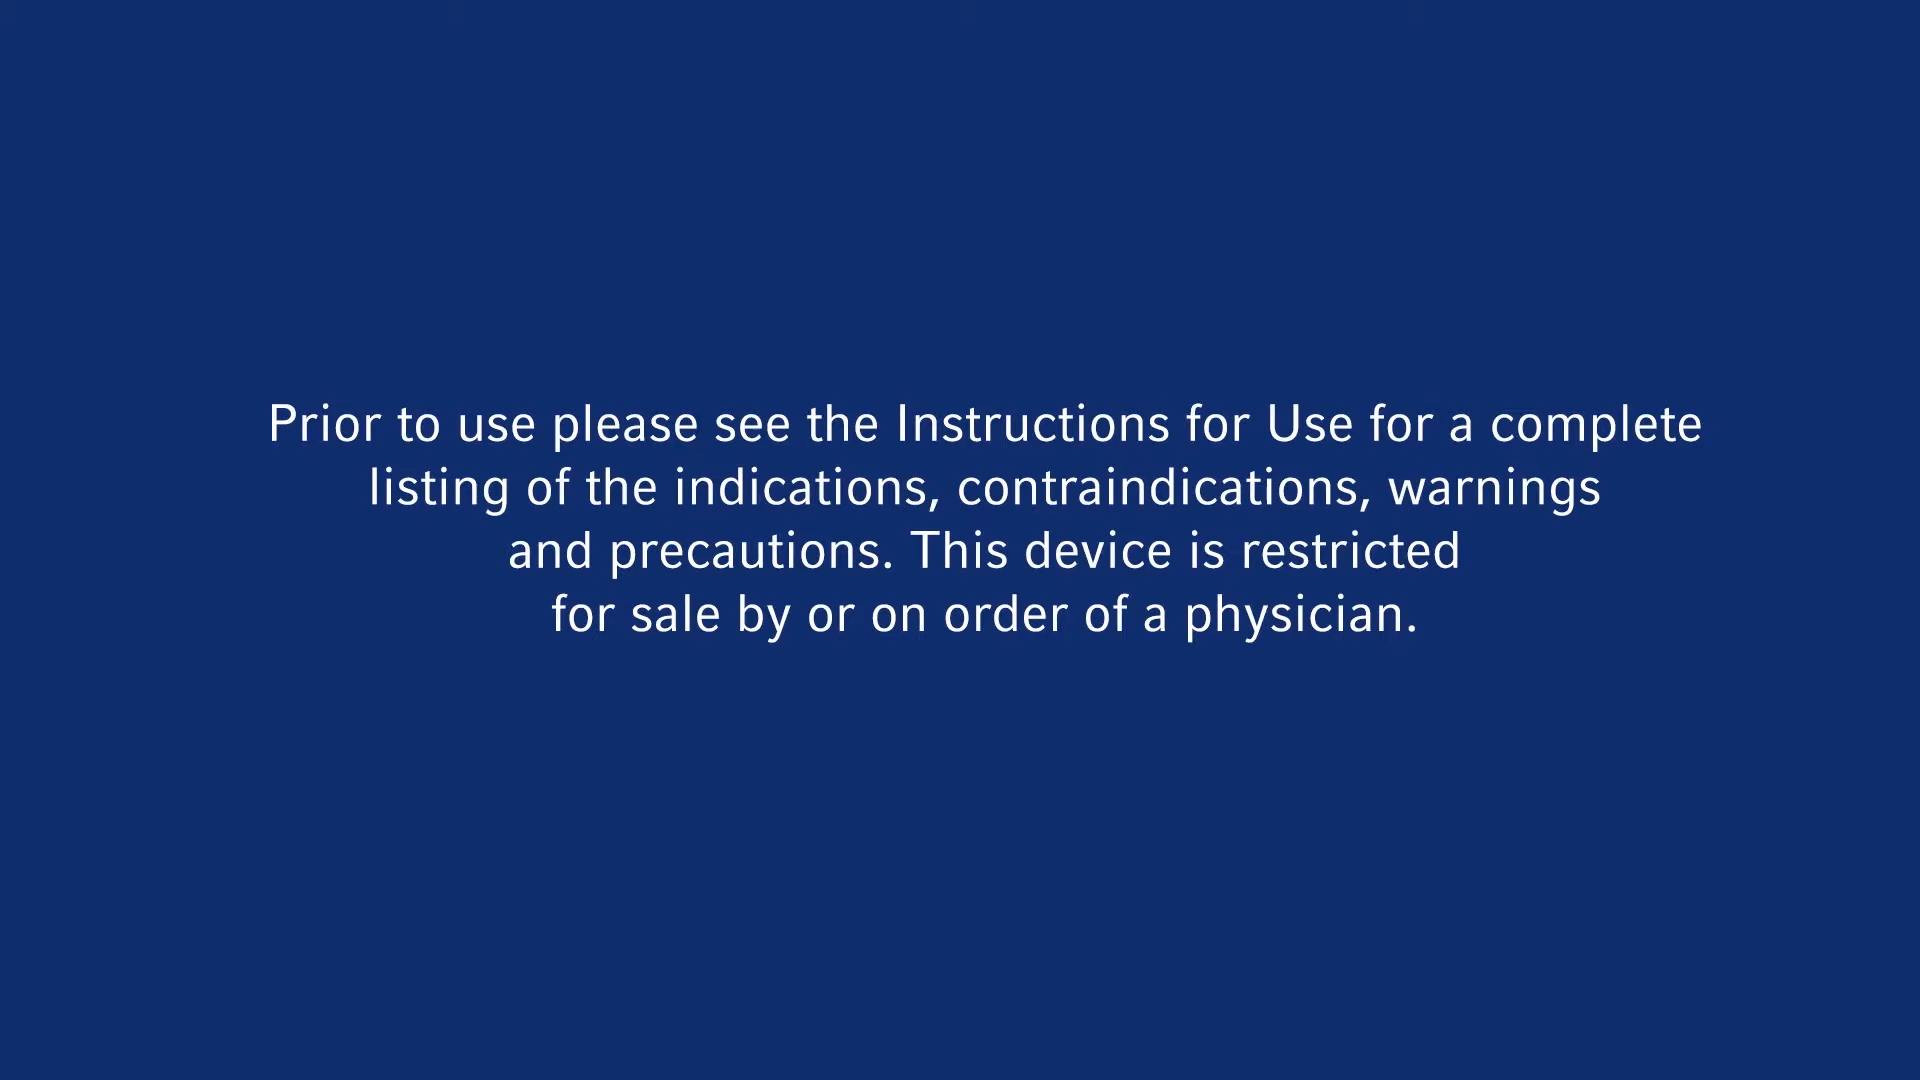 Prior to use please see the Instructions for Use for a complete
listing of the indications, contraindications, warnings
and precautions. This device is restricted
for sale by or on order of a physician.